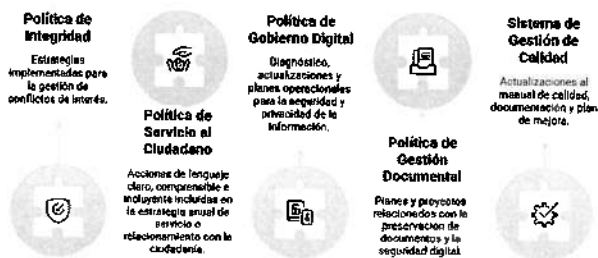 Política de
Integridad
Estrategias
implementadas para
la gestión de
conflictos de interés.
Política de
Servicio al
Ciudadano
Acciones de lenguaje
claro, comprensible e
incluyente incluidas en
la estrategia anual de
servicio o
relacionamiento con la
ciudadanía.
Política de
Gobierno Digital
Diagnóstico,
actualizaciones y
planes operacionales
para la seguridad y
privacidad de la
información.
Política de
Gestión
Documental
Planes y proyectos
relacionados con la
preservación de
documentos y la
seguridad digital.
Sistema de
Gestión de
Calidad
Actualizaciones al
manual de calidad,
documentación y plan
de mejora.